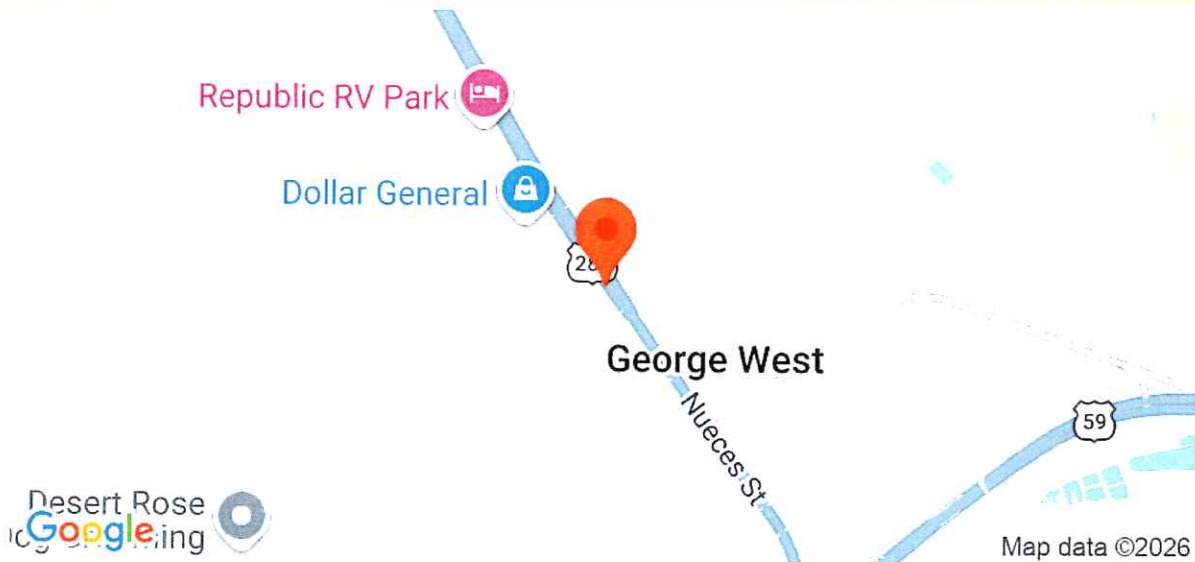 Republic RV Park
Dollar General
George West
Nueces St
59
Desert Rose
Google
Map data ©2026